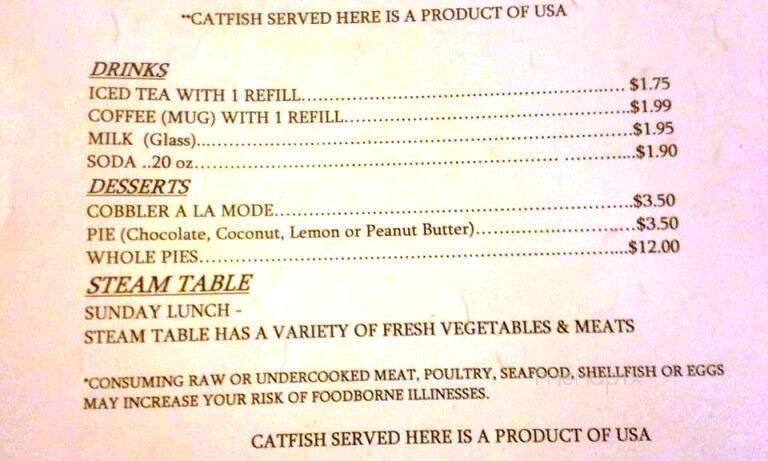 **CATFISH SERVED HERE IS A PRODUCT OF USA
DRINKS
ICED TEA WITH 1 REFILL............................................................ $1.75
COFFEE (MUG) WITH 1 REFILL.....................................................$1.99
MILK (Glass)................................................................................$1.95
SODA ..20 oz.................................................................. ............$1.90
DESSERTS
COBBLER A LA MODE.................................................................$3.50
PIE (Chocolate, Coconut, Lemon or Peanut Butter)............................$3.50
WHOLE PIES...............................................................................$12.00
STEAM TABLE
SUNDAY LUNCH -
STEAM TABLE HAS A VARIETY OF FRESH VEGETABLES & MEATS
*CONSUMING RAW OR UNDERCOOKED MEAT, POULTRY, SEAFOOD, SHELLFISH OR EGGS
MAY INCREASE YOUR RISK OF FOODBORNE ILLNESSES.
CATFISH SERVED HERE IS A PRODUCT OF USA